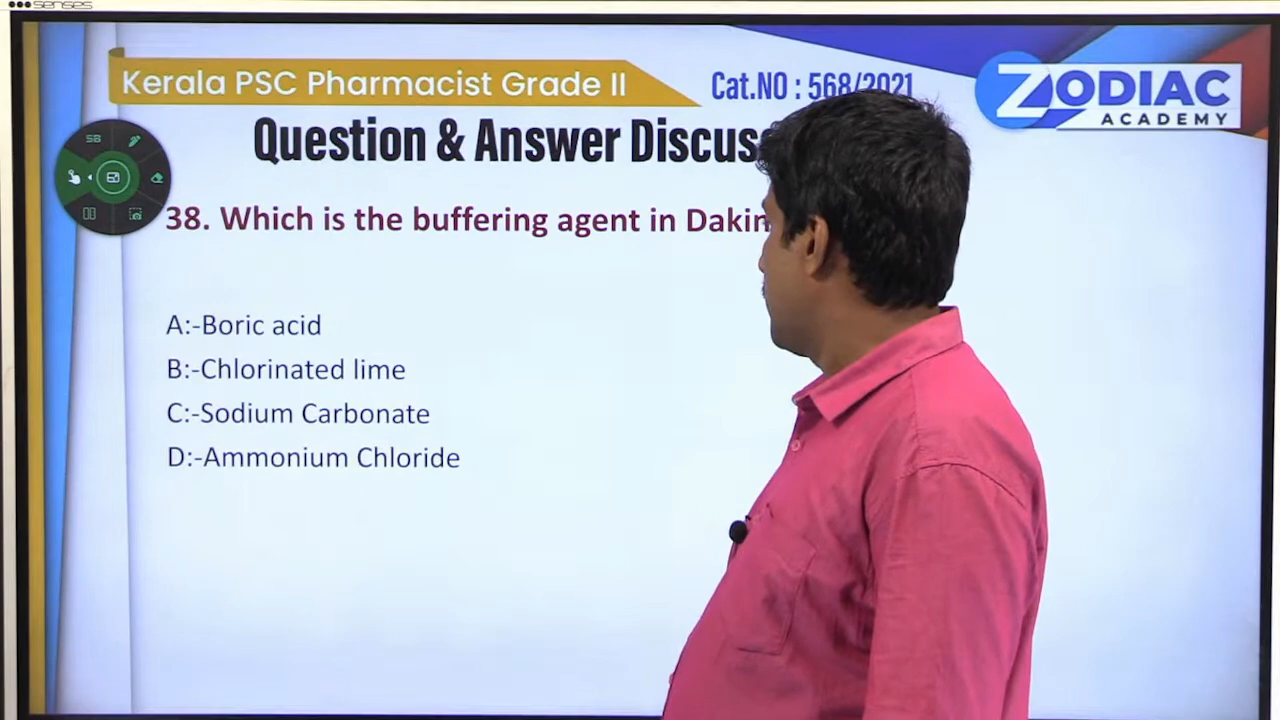 senses
Kerala PSC Pharmacist Grade II
Cat.NO : 568/2021
ZODIAC
ACADEMY
Question & Answer Discus
38. Which is the buffering agent in Dakin
A:-Boric acid
B:-Chlorinated lime
C:-Sodium Carbonate
D:-Ammonium Chloride